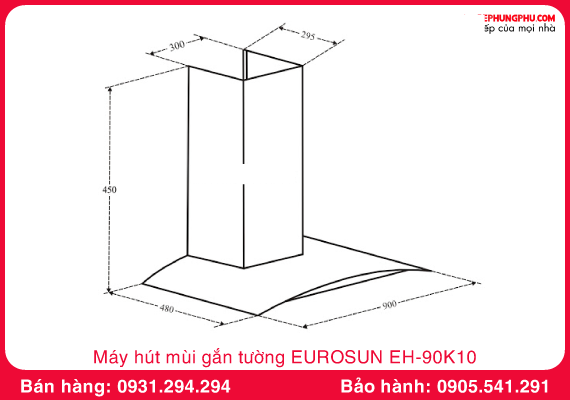 EPHUNGPHU.COM
ếp của mọi nhà
300
295
450
480
900
Máy hút mùi gắn tường EUROSUN EH-90K10
Bán hàng: 0931.294.294
Bảo hành: 0905.541.291